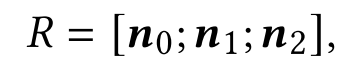 R = [n₀; n₁; n₂],